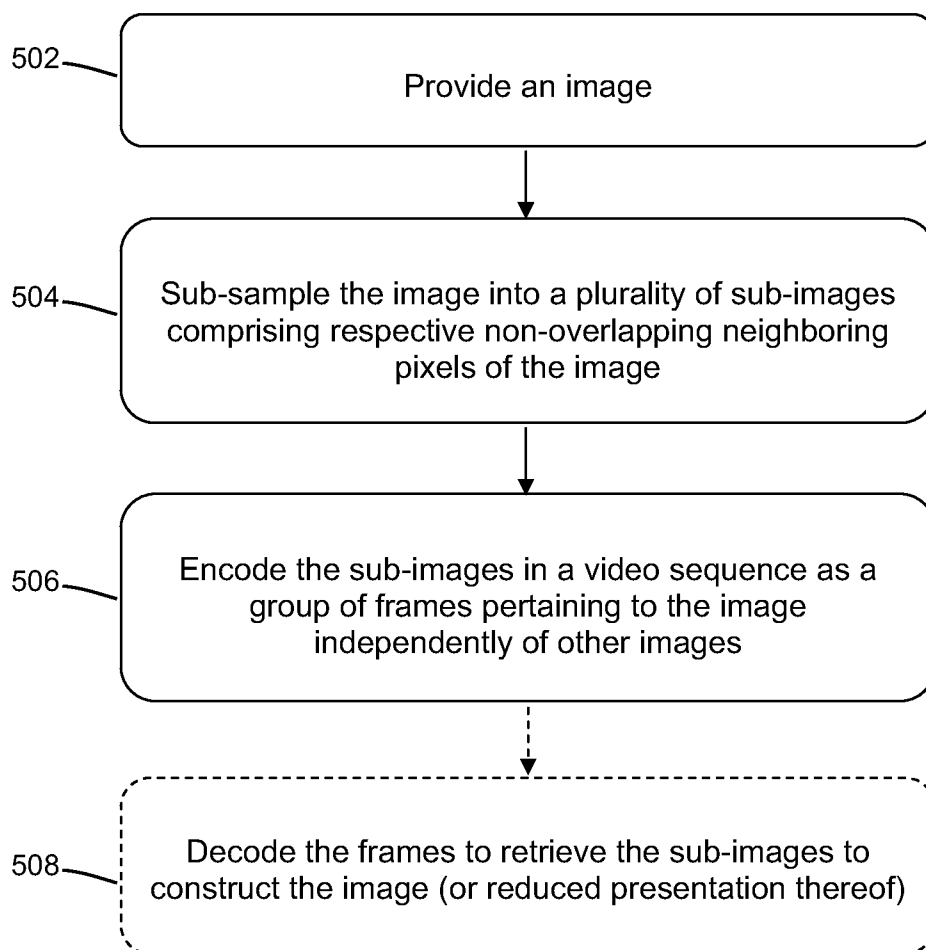 502
Provide an image
504
Sub-sample the image into a plurality of sub-images
comprising respective non-overlapping neighboring
pixels of the image
506
Encode the sub-images in a video sequence as a
group of frames pertaining to the image
independently of other images
508
Decode the frames to retrieve the sub-images to
construct the image (or reduced presentation thereof)